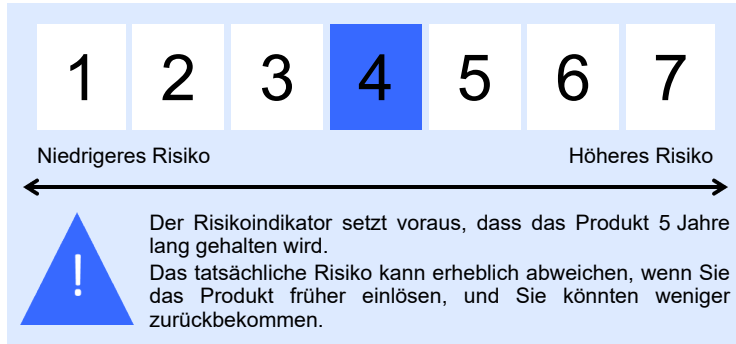 1 2 3 4 5 6 7
Niedrigeres Risiko Höheres Risiko
!
Der Risikoindikator setzt voraus, dass das Produkt 5 Jahre
lang gehalten wird.
Das tatsächliche Risiko kann erheblich abweichen, wenn Sie
das Produkt früher einlösen, und Sie könnten weniger
zurückbekommen.